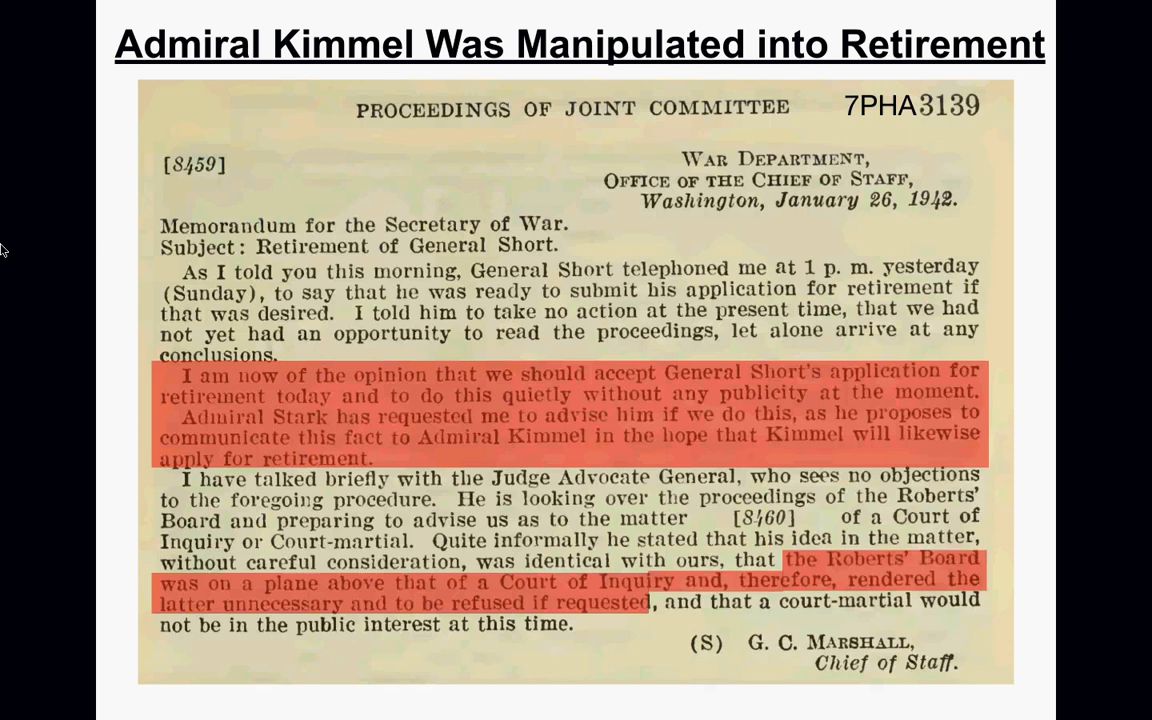 Admiral Kimmel Was Manipulated into Retirement
PROCEEDINGS OF JOINT COMMITTEE 7PHA3139
[8459]
WAR DEPARTMENT,
OFFICE OF THE CHIEF OF STAFF,
Washington, January 26, 1942.
Memorandum for the Secretary of War.
Subject: Retirement of General Short.
As I told you this morning, General Short telephoned me at 1 p. m. yesterday
(Sunday), to say that he was ready to submit his application for retirement if
that was desired. I told him to take no action at the present time, that we had
not yet had an opportunity to read the proceedings, let alone arrive at any
conclusions.
I am now of the opinion that we should accept General Short's application for
retirement today and to do this quietly without any publicity at the moment.
Admiral Stark has requested me to advise him if we do this, as he proposes to
communicate this fact to Admiral Kimmel in the hope that Kimmel will likewise
apply for retirement.
I have talked briefly with the Judge Advocate General, who sees no objections
to the foregoing procedure. He is looking over the proceedings of the Roberts'
Board and preparing to advise us as to the matter [8460] of a Court of
Inquiry or Court-martial. Quite informally he stated that his idea in the matter,
without careful consideration, was identical with ours, that the Roberts' Board
was on a plane above that of a Court of Inquiry and, therefore, rendered the
latter unnecessary and to be refused if requested, and that a court-martial would
not be in the public interest at this time.
(S) G. C. MARSHALL,
Chief of Staff.